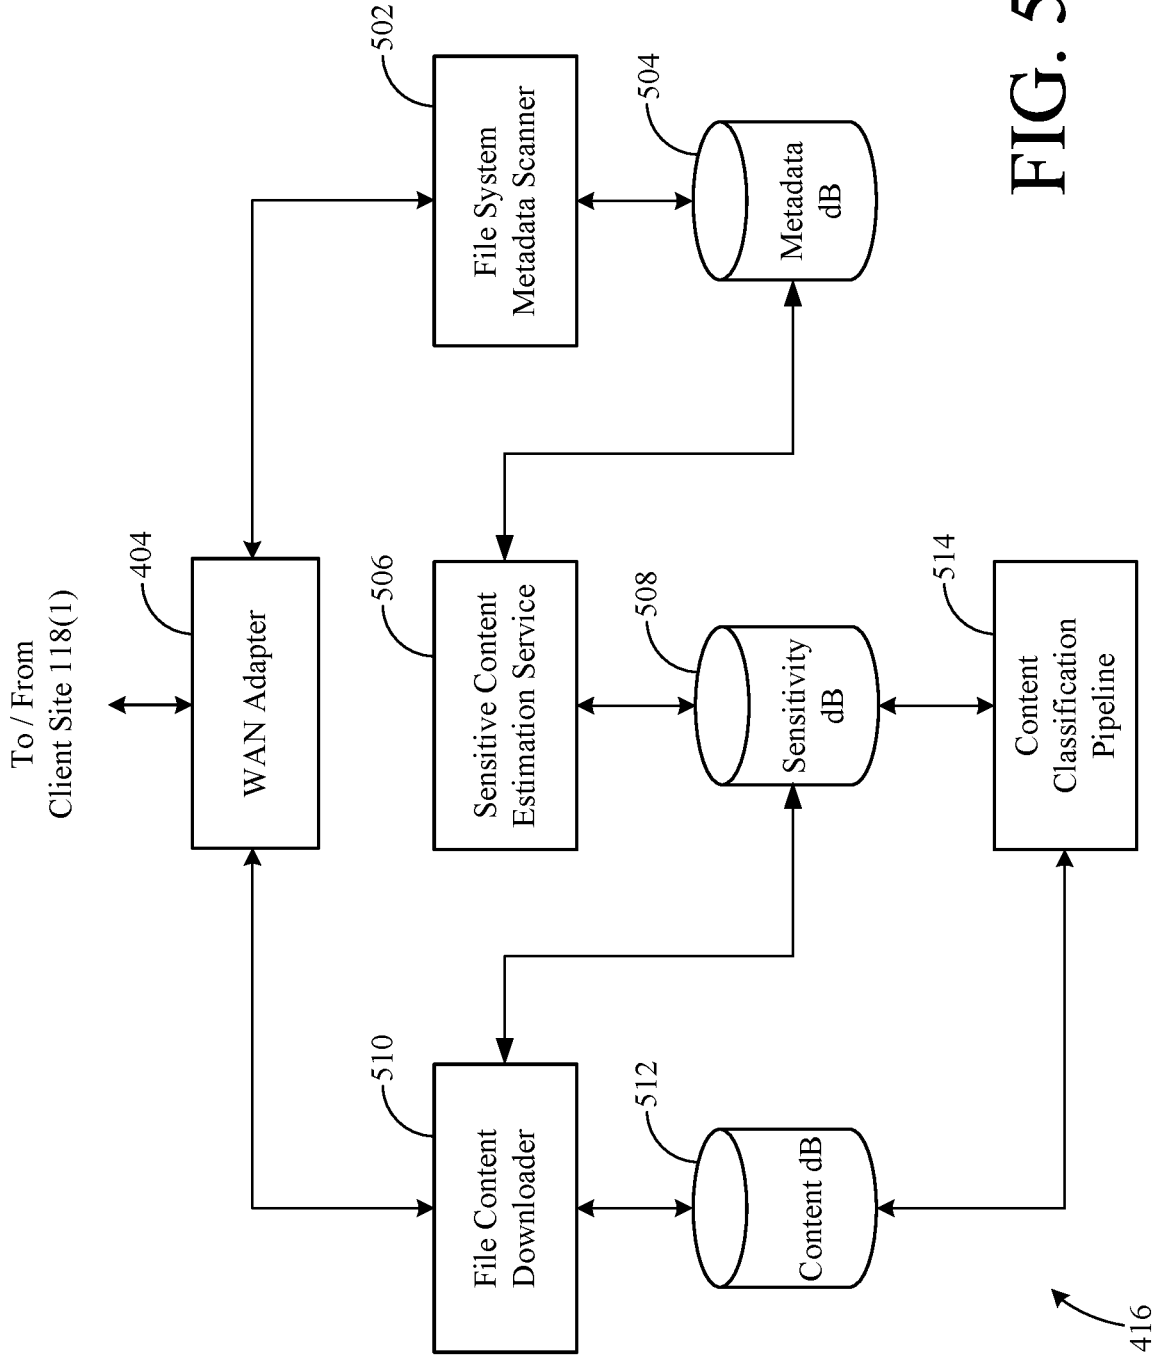 To / From
Client Site 118(1)
404
WAN Adapter
510
File Content
Downloader
506
Sensitive Content
Estimation Service
502
File System
Metadata Scanner
512
Content dB
508
Sensitivity
dB
504
Metadata
dB
514
Content
Classification
Pipeline
416
FIG. 5